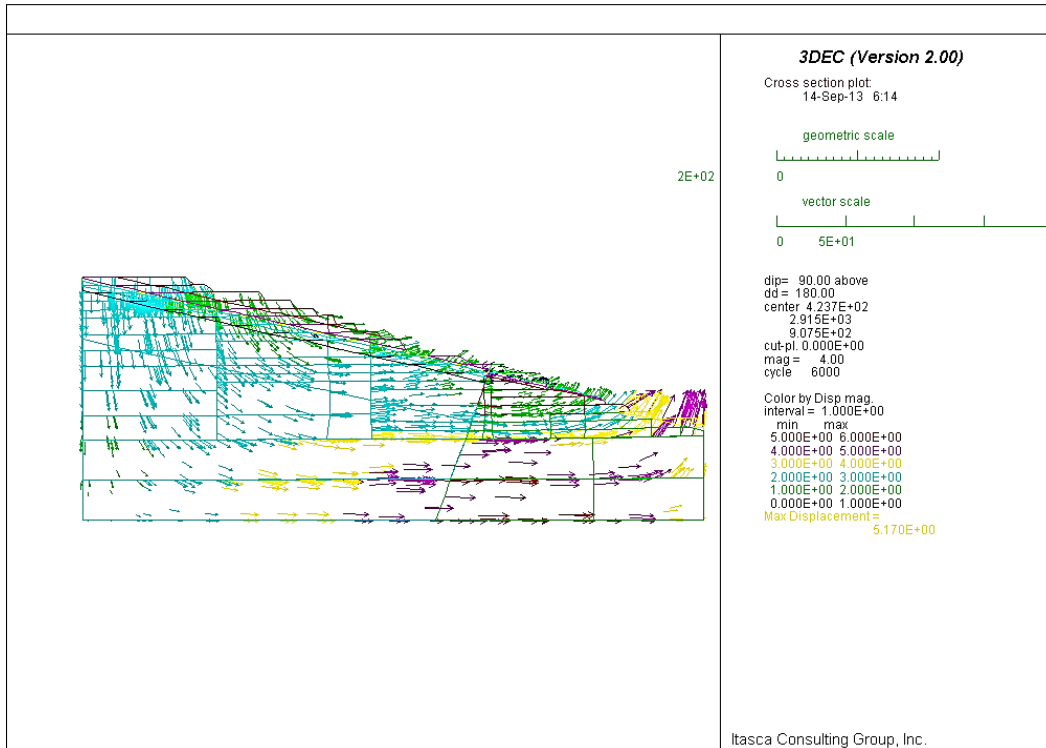 3DEC (Version 2.00)
Cross section plot:
14-Sep-13 6:14
geometric scale
2E+02
0
vector scale
0 5E+01
dip= 90.00 above
dd = 180.00
center 4.237E+02
2.915E+03
9.075E+02
cut-pl. 0.000E+00
mag = 4.00
cycle 6000
Color by Disp mag.
interval = 1.000E+00
min max
5.000E+00 6.000E+00
4.000E+00 5.000E+00
3.000E+00 4.000E+00
2.000E+00 3.000E+00
1.000E+00 2.000E+00
0.000E+00 1.000E+00
Max Displacement =
5.170E+00
Itasca Consulting Group, Inc.